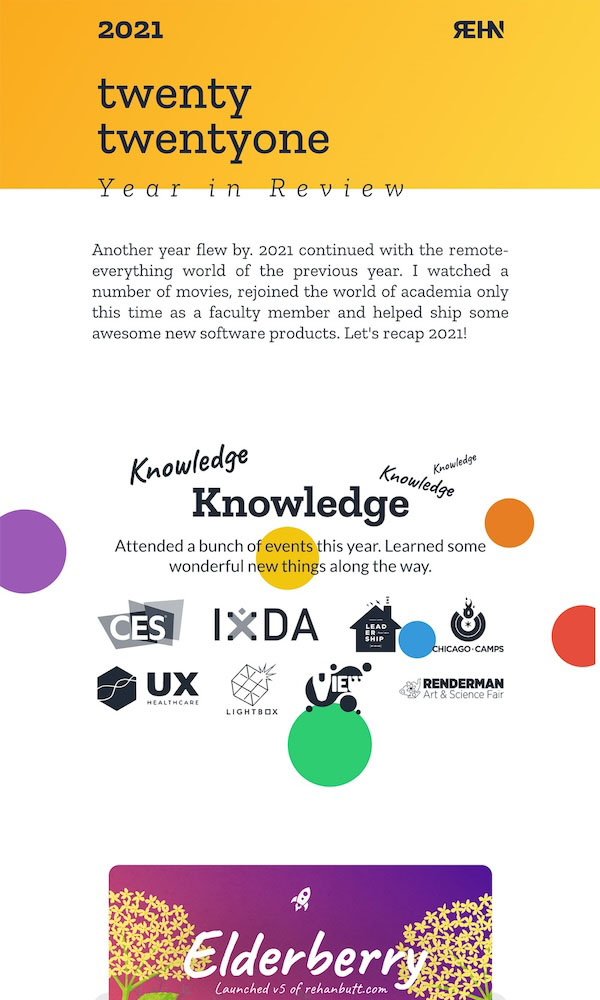 2021
REHN
twenty
twentyone
Year in Review
Another year flew by. 2021 continued with the remote-
everything world of the previous year. I watched a
number of movies, rejoined the world of academia only
this time as a faculty member and helped ship some
awesome new software products. Let's recap 2021!
Knowledge
Knowledge
Knowledge
Knowledge
Attended a bunch of events this year. Learned some
wonderful new things along the way.
CES
IXDA
LEAD
ER
SHIP
CHICAGO CAMPS
UX
HEALTHCARE
LIGHTBOX
VIEW
RENDERMAN
Art & Science Fair
Elderberry
Launched v5 of rehanbutt.com